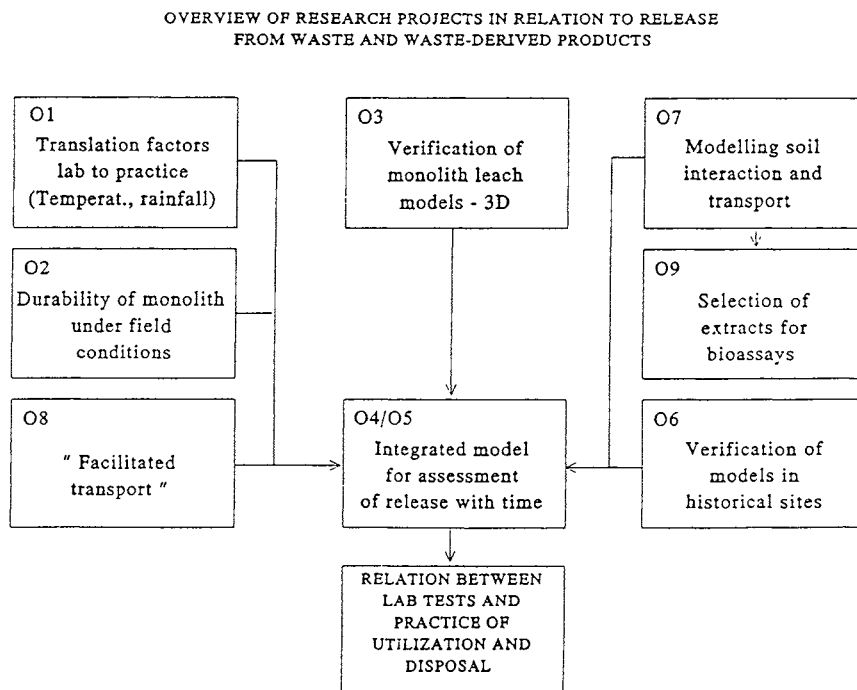 OVERVIEW OF RESEARCH PROJECTS IN RELATION TO RELEASE
FROM WASTE AND WASTE-DERIVED PRODUCTS
O1
Translation factors
lab to practice
(Temperat., rainfall)
O2
Durability of monolith
under field
conditions
O8
" Facilitated
transport "
O3
Verification of
monolith leach
models - 3D
O4/O5
Integrated model
for assessment
of release with time
RELATION BETWEEN
LAB TESTS AND
PRACTICE OF
UTILIZATION AND
DISPOSAL
O7
Modelling soil
interaction and
transport
O9
Selection of
extracts for
bioassays
O6
Verification of
models in
historical sites